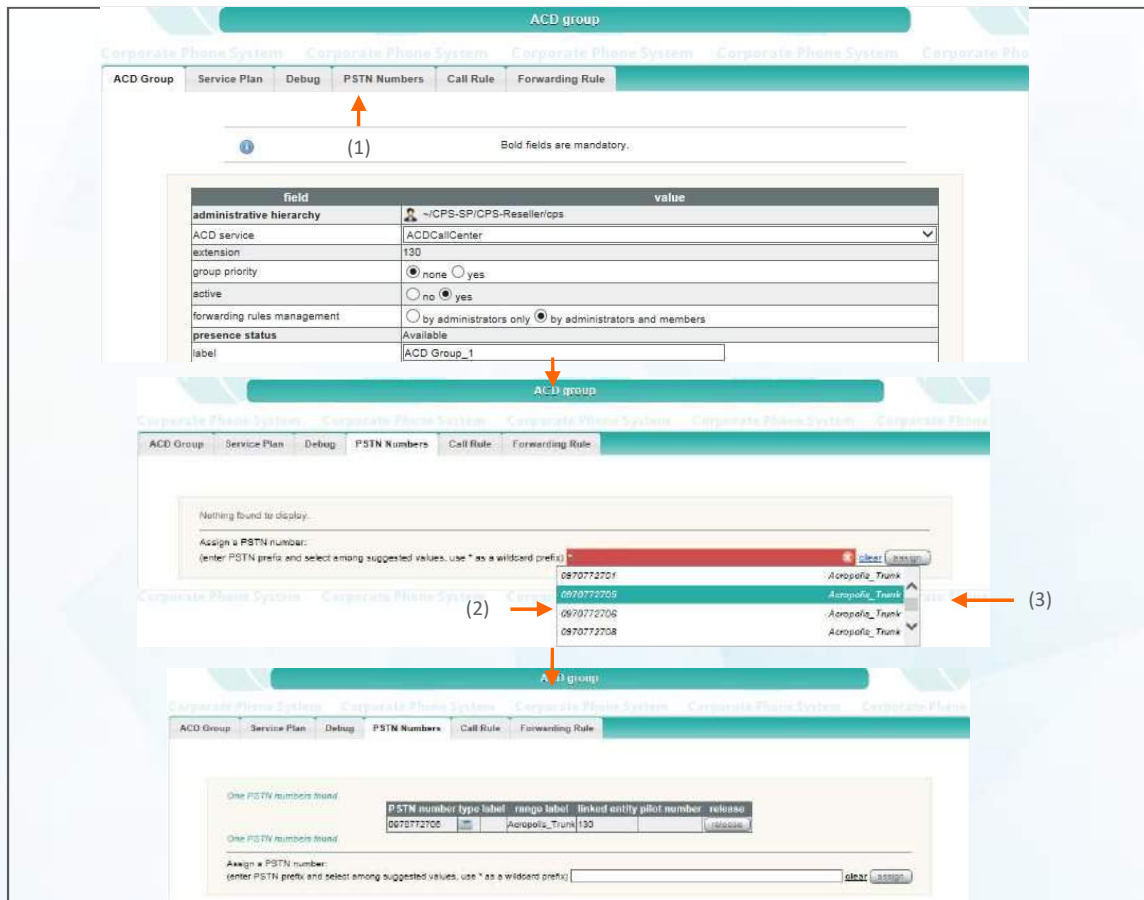 ACD group
Corporate Phone System Corporate Phone System Corporate Phone System Corporate Phone System Corporate Pho
ACD Group Service Plan Debug PSTN Numbers Call Rule Forwarding Rule
(1)
Bold fields are mandatory.
field value
administrative hierarchy ~/CPS-SP/CPS-Reseller/cps
ACD service ACDCallCenter
extension 130
group priority none yes
active no yes
forwarding rules management by administrators only by administrators and members
presence status Available
label ACD Group_1
ACD group
Corporate Phone System Corporate Phone System Corporate Phone System Corporate Phone System Corporate Phone
ACD Group Service Plan Debug PSTN Numbers Call Rule Forwarding Rule
Nothing found to display.
Assign a PSTN number:
(enter PSTN prefix and select among suggested values, use * as a wildcard prefix) * clear assign
0970772701 Acropolis_Trunk
0970772705 Acropolis_Trunk
0970772706 Acropolis_Trunk
0970772708 Acropolis_Trunk
(2)
(3)
ACD group
Corporate Phone System Corporate Phone System Corporate Phone System Corporate Phone System Corporate Phone
ACD Group Service Plan Debug PSTN Numbers Call Rule Forwarding Rule
One PSTN numbers found.
PSTN number type label range label linked entity pilot number release
Acropolis_Trunk 130 release
One PSTN numbers found.
Assign a PSTN number:
(enter PSTN prefix and select among suggested values, use * as a wildcard prefix) clear assign